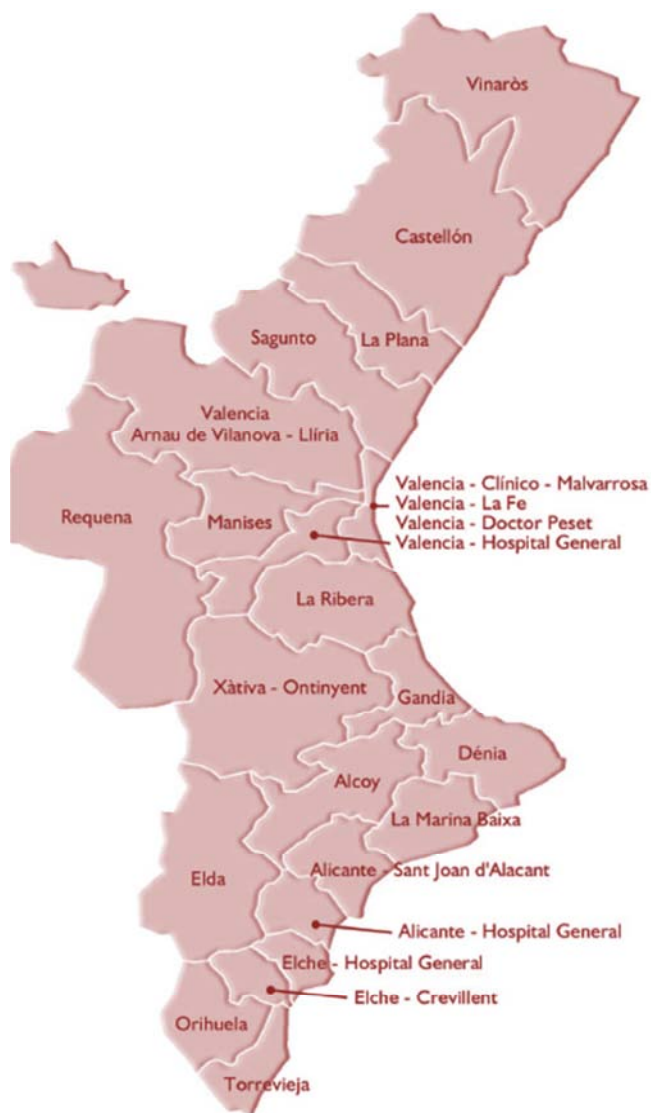 Vinaròs
Castellón
Sagunto
La Plana
Valencia
Arnau de Vilanova - Llíria
Valencia - Clínico - Malvarrosa
Valencia - La Fe
Valencia - Doctor Peset
Valencia - Hospital General
Requena
Manises
La Ribera
Xàtiva - Ontinyent
Gandia
Dénia
Alcoy
La Marina Baixa
Alicante - Sant Joan d'Alacant
Elda
Alicante - Hospital General
Elche - Hospital General
Elche - Crevillent
Orihuela
Torrevieja